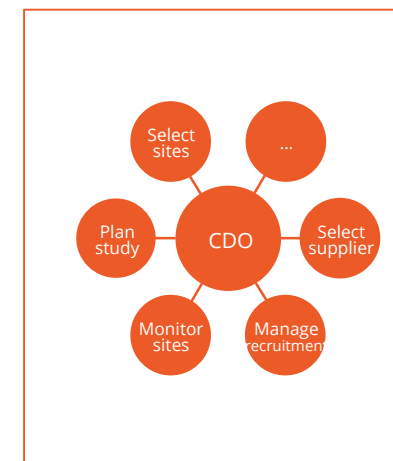 Select
sites
...
Plan
study
CDO
Select
supplier
Monitor
sites
Manage
recruitment